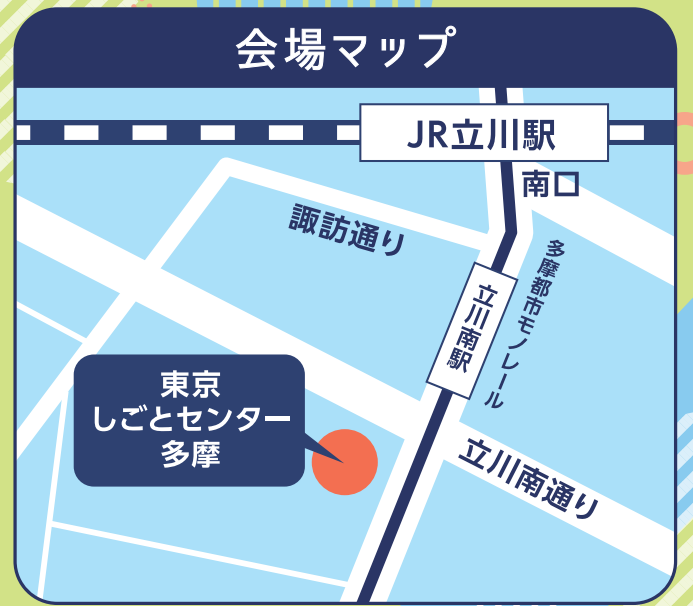 会場マップ
JR立川駅
南口
諏訪通り
多摩都市モノレール
立川南駅
東京
しごとセンター
多摩
立川南通り